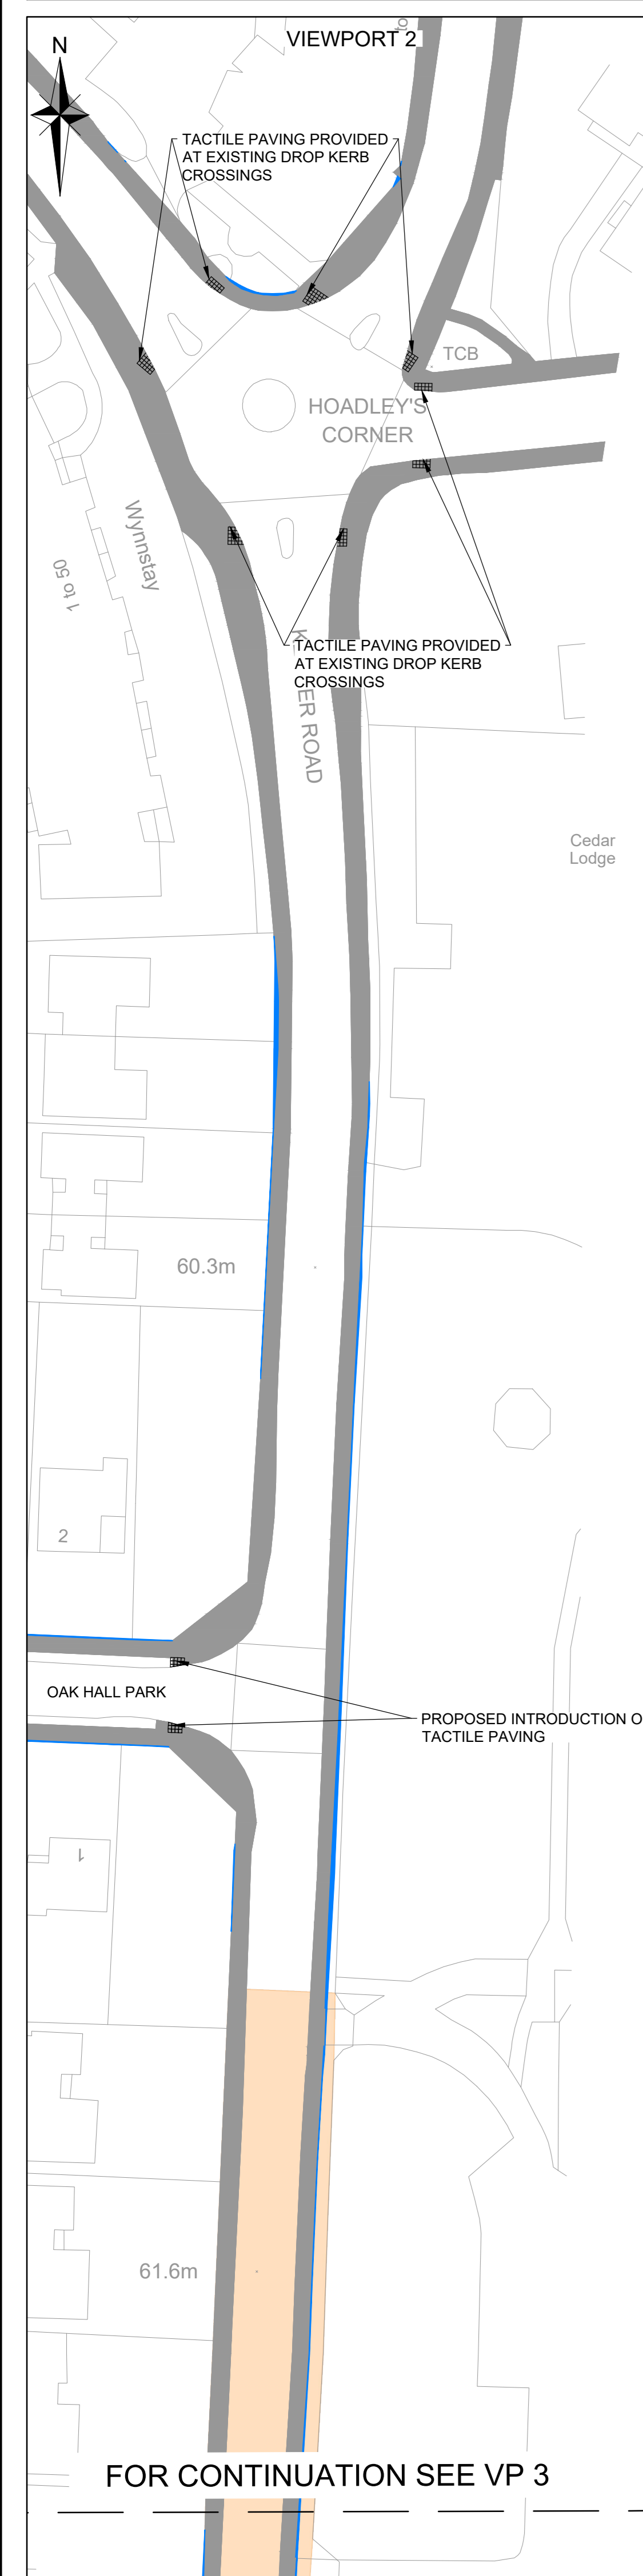 VIEWPORT 2
to
N
TACTILE PAVING PROVIDED
AT EXISTING DROP KERB
CROSSINGS
TCB
HOADLEY'S
CORNER
Wynnstay
1 to 50
TACTILE PAVING PROVIDED
AT EXISTING DROP KERB
CROSSINGS
ROAD
Cedar
Lodge
60.3m
2
OAK HALL PARK
PROPOSED INTRODUCTION O
TACTILE PAVING
1
61.6m
FOR CONTINUATION SEE VP 3